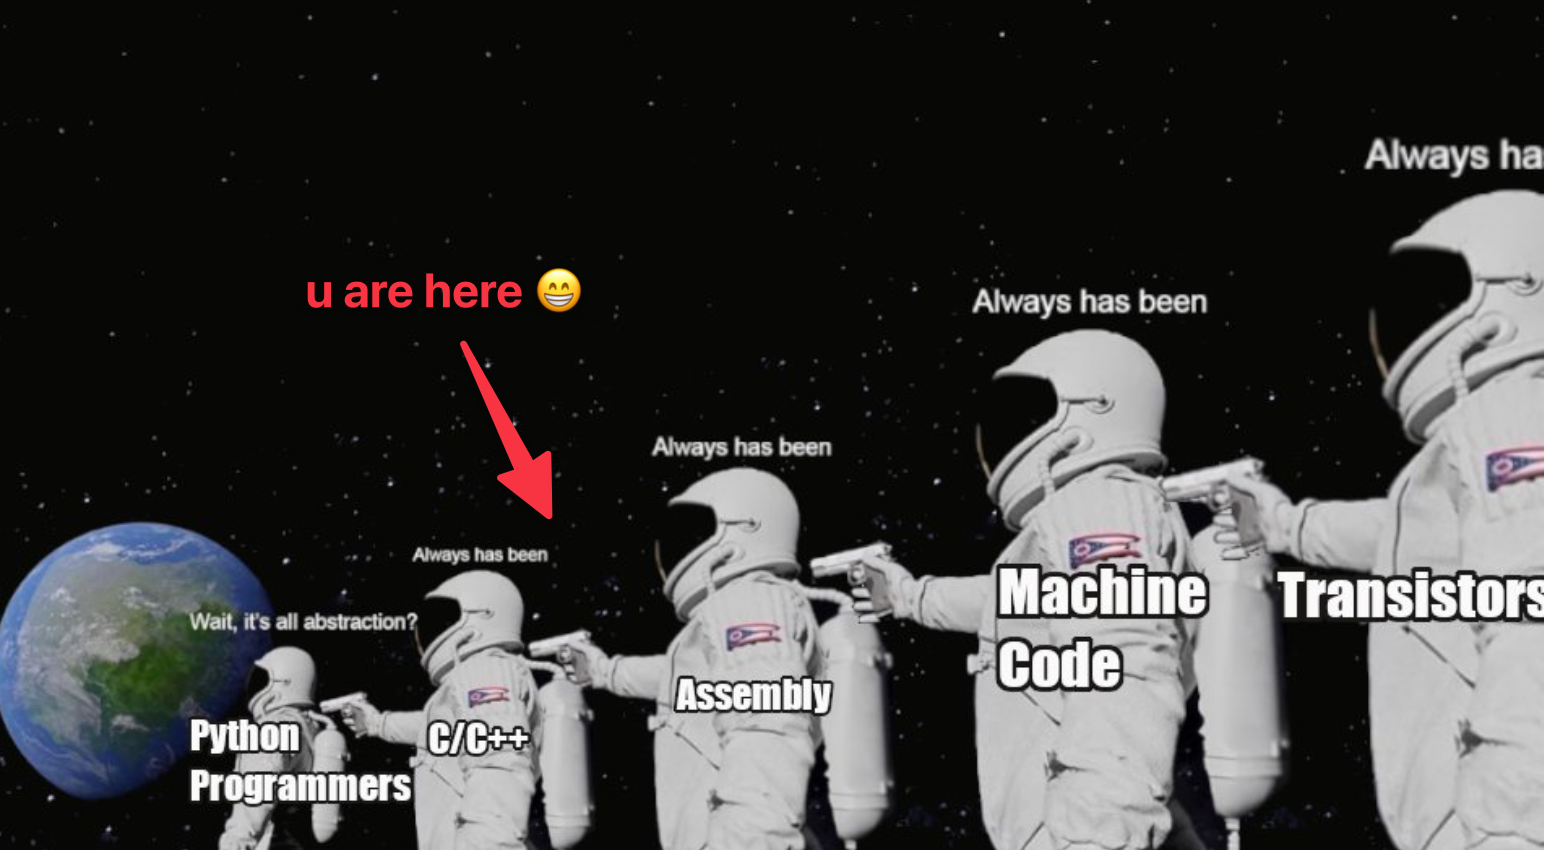 u are here 😁
Always has
Always has been
Always has been
Always has been
Wait, it's all abstraction?
Python
Programmers
C/C++
Assembly
Machine
Code
Transistors